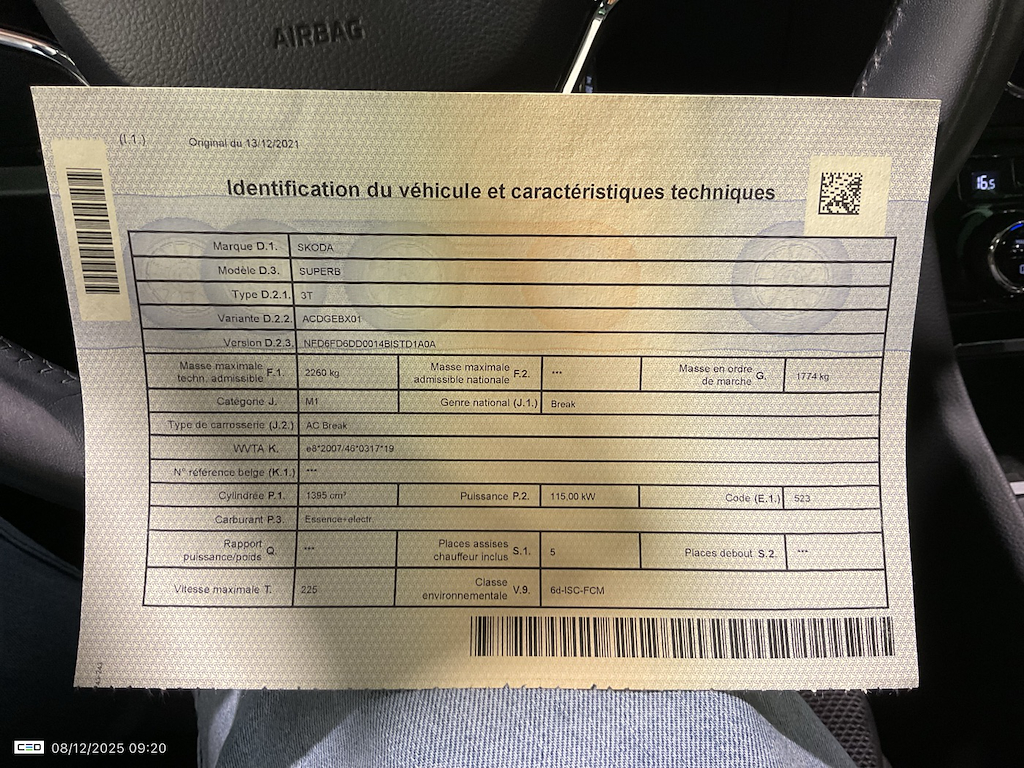 AIRBAG
(I.1.) Original du 13/12/2021
Identification du véhicule et caractéristiques techniques
Marque D.1. SKODA
Modèle D.3. SUPERB
Type D.2.1. 3T
Variante D.2.2. ACDGEBX01
Version D.2.3. NFD6FD6DD0014BISTD1A0A
Masse maximale techn. admissible F.1. 2260 kg Masse maximale admissible nationale F.2. *** Masse en ordre de marche G. 1774 kg
Catégorie J. M1 Genre national (J.1.) Break
Type de carrosserie (J.2.) AC Break
WVTA K. e8*2007/46*0317*19
N° référence belge (K.1.) ***
Cylindrée P.1. 1395 cm³ Puissance P.2. 115,00 kW Code (E.1.) 523
Carburant P.3. Essence+electr.
Rapport puissance/poids Q. *** Places assises chauffeur inclus S.1. 5 Places debout S.2. ***
Vitesse maximale T. 225 Classe environnementale V.9. 6d-ISC-FCM
16.5
CEO 08/12/2025 09:20